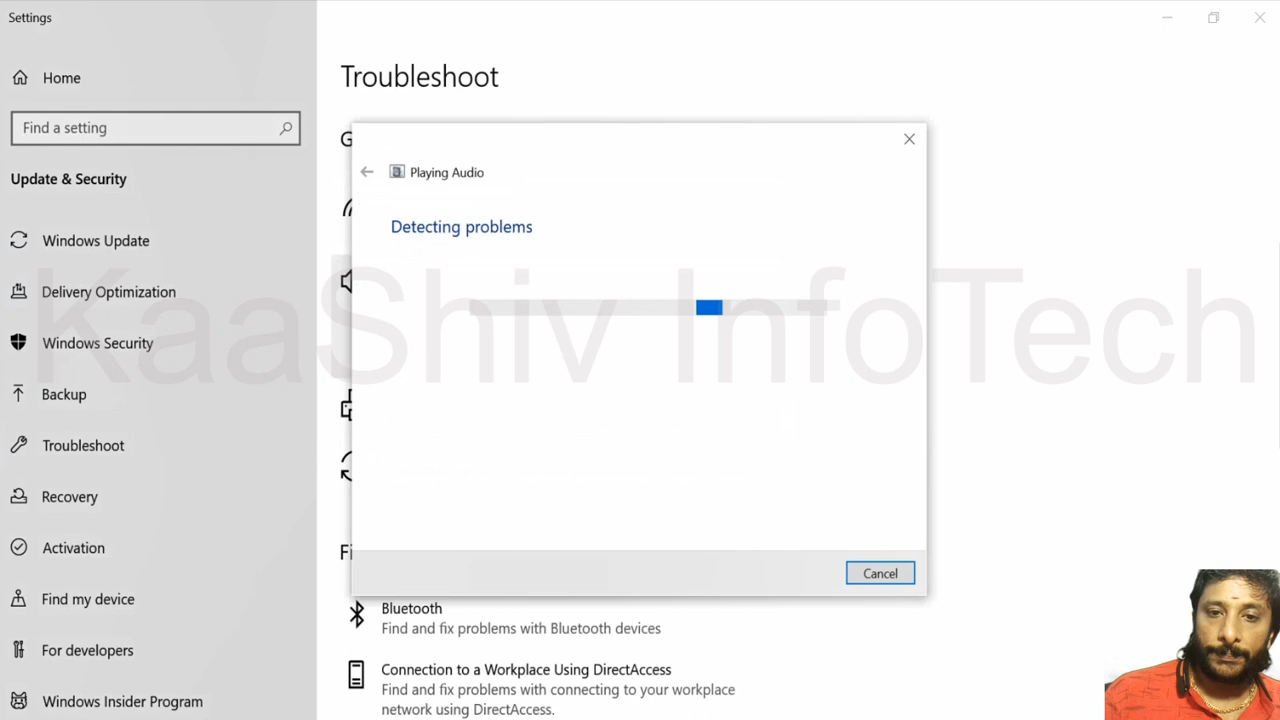 Settings
Home
Find a setting
Update & Security
Windows Update
Delivery Optimization
Windows Security
Backup
Troubleshoot
Recovery
Activation
Find my device
For developers
Windows Insider Program
Troubleshoot
G
Playing Audio
Detecting problems
Cancel
Fi
Bluetooth
Find and fix problems with Bluetooth devices
Connection to a Workplace Using DirectAccess
Find and fix problems with connecting to your workplace
network using DirectAccess.
KaaShiv InfoTech